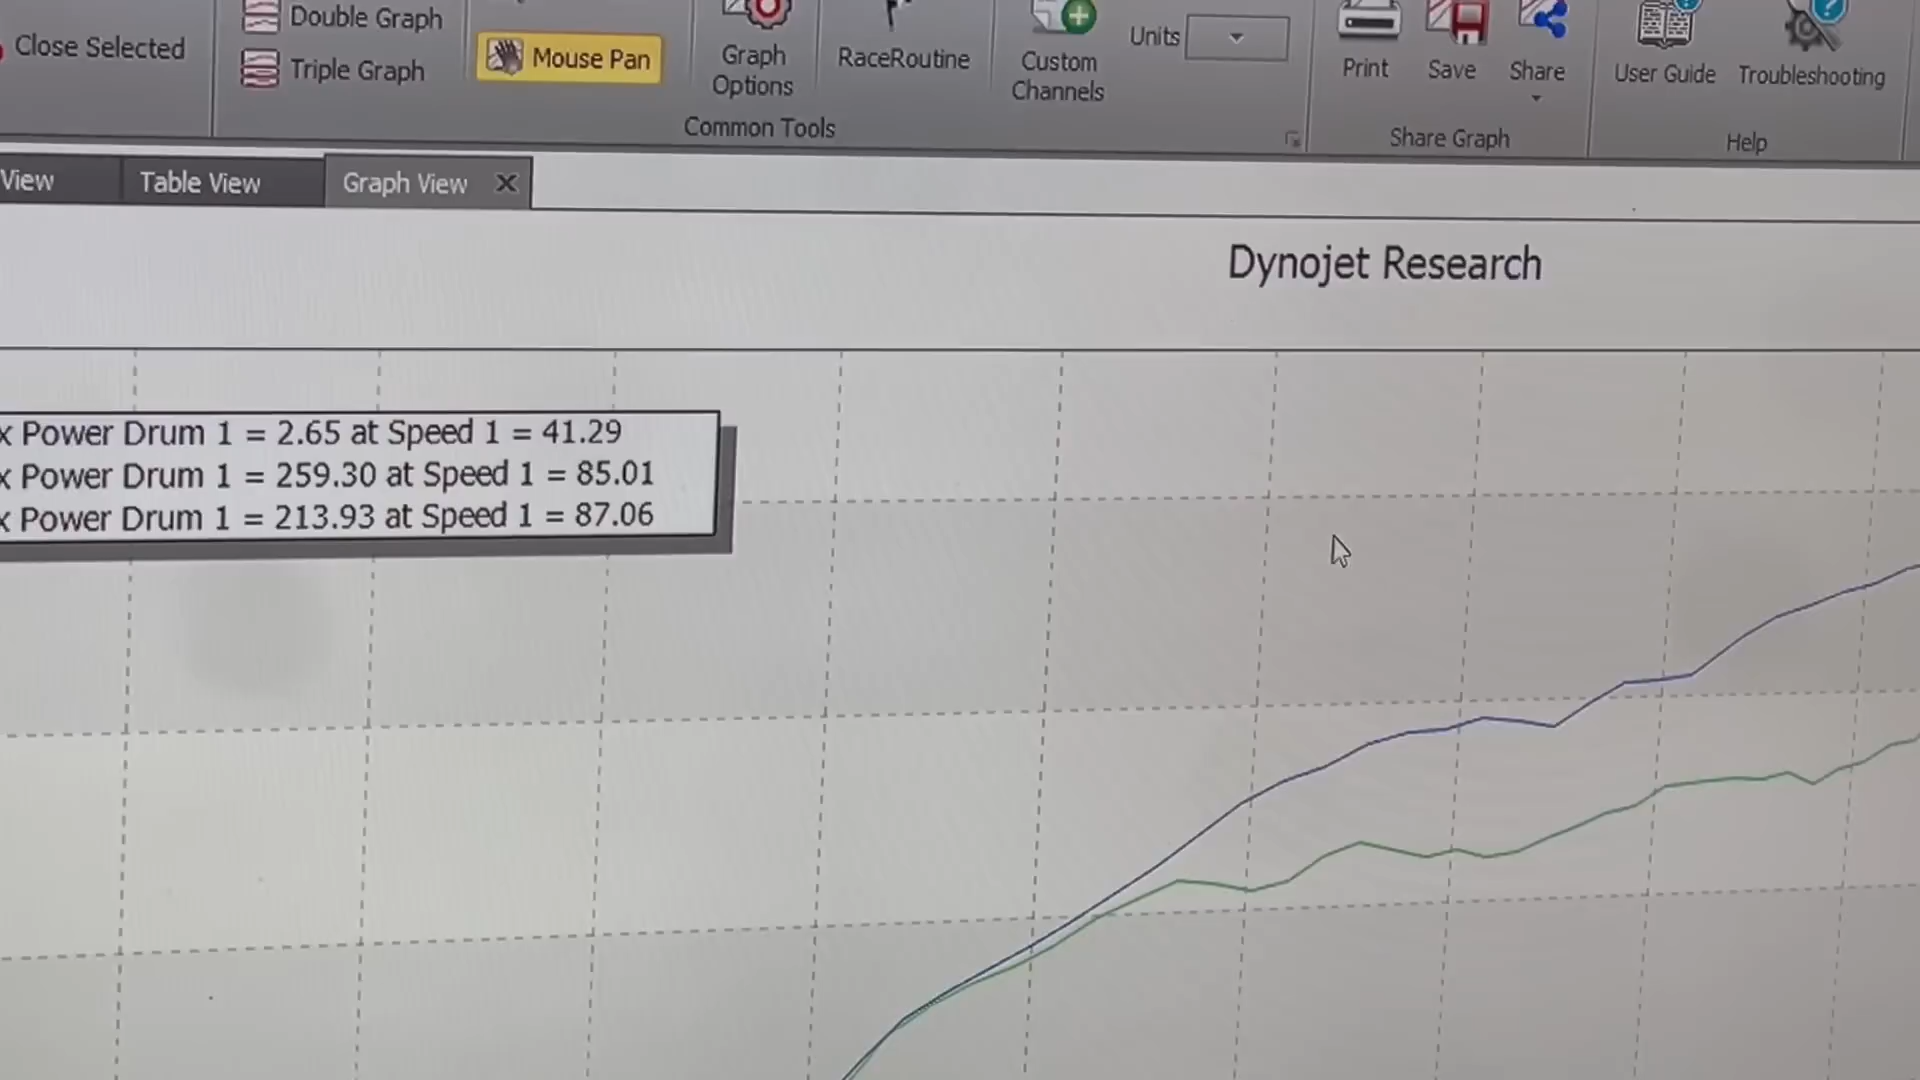 Close Selected
Double Graph
Triple Graph
Mouse Pan
Graph Options
RaceRoutine
Custom Channels
Units
Common Tools
Print
Save
Share
Share Graph
User Guide
Troubleshooting
Help
View
Table View
Graph View
Dynojet Research
x Power Drum 1 = 2.65 at Speed 1 = 41.29
x Power Drum 1 = 259.30 at Speed 1 = 85.01
x Power Drum 1 = 213.93 at Speed 1 = 87.06